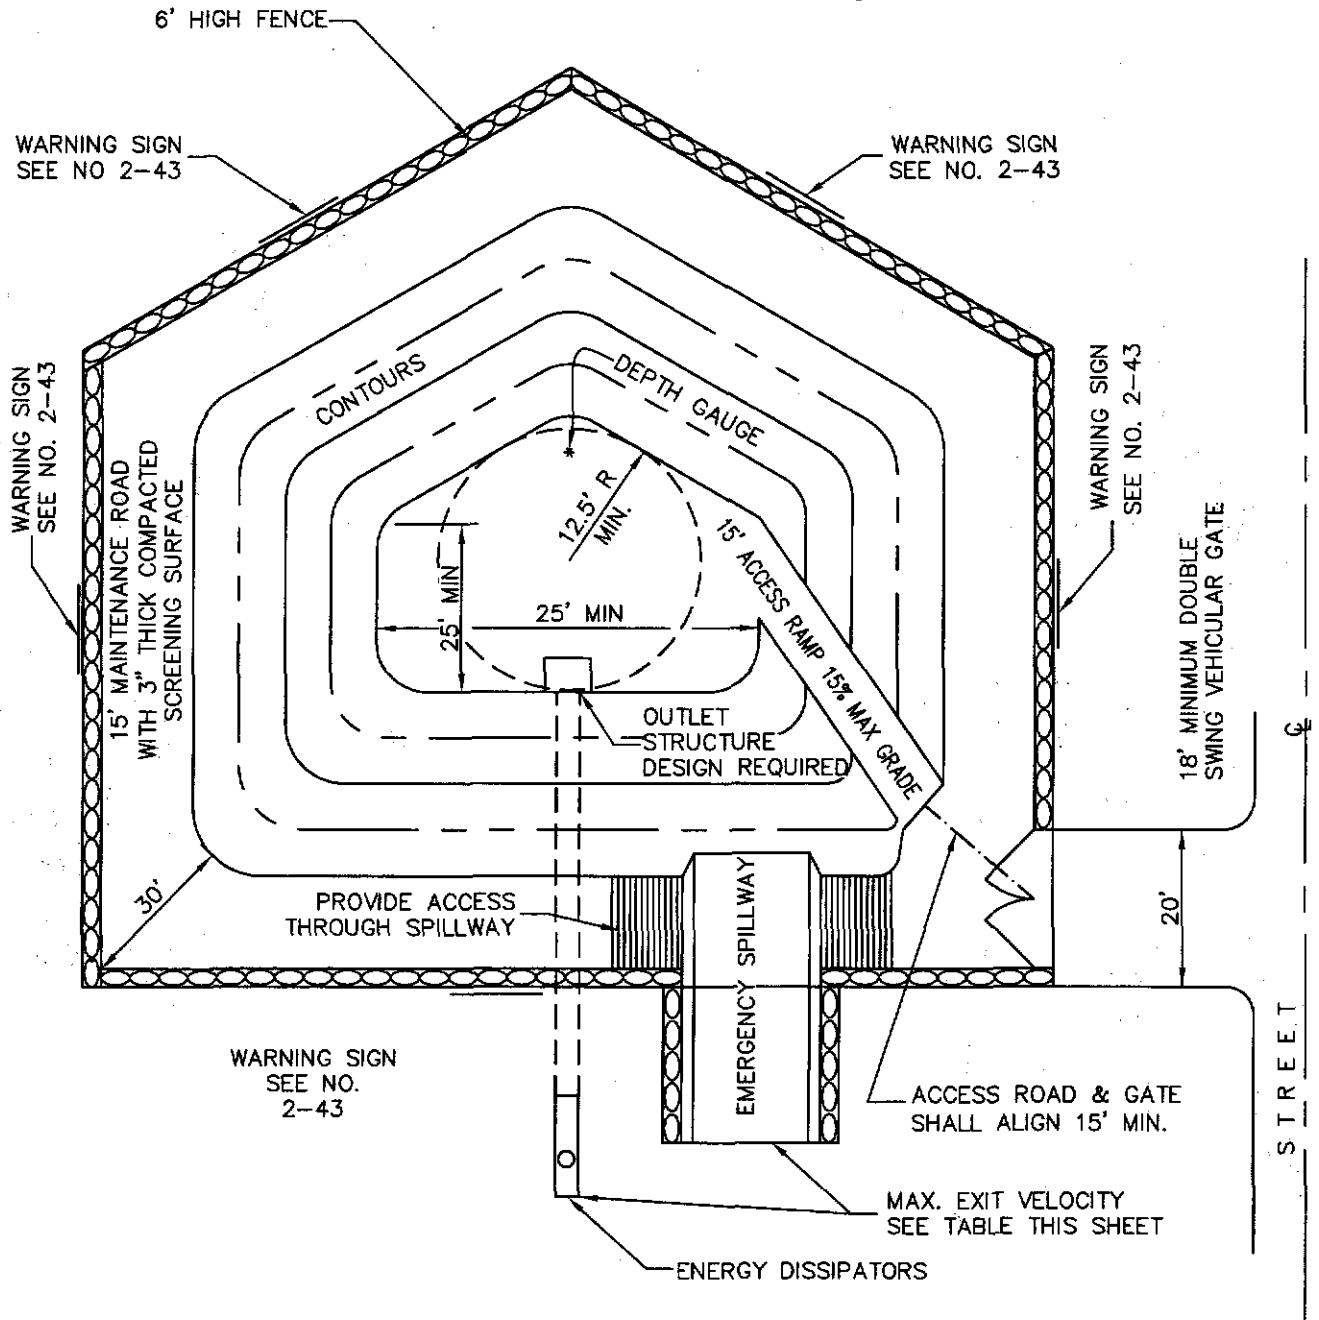 6' HIGH FENCE
WARNING SIGN
SEE NO 2-43
WARNING SIGN
SEE NO. 2-43
WARNING SIGN
SEE NO. 2-43
15' MAINTENANCE ROAD
WITH 3" THICK COMPACTED
SCREENING SURFACE
CONTOURS
DEPTH GAUGE
*
12.5' R
MIN.
25' MIN
25' MIN
15' ACCESS RAMP 15% MAX GRADE
OUTLET
STRUCTURE
DESIGN REQUIRED
WARNING SIGN
SEE NO. 2-43
18' MINIMUM DOUBLE
SWING VEHICULAR GATE
℄
30'
PROVIDE ACCESS
THROUGH SPILLWAY
EMERGENCY SPILLWAY
20'
STREET
WARNING SIGN
SEE NO.
2-43
ACCESS ROAD & GATE
SHALL ALIGN 15' MIN.
MAX. EXIT VELOCITY
SEE TABLE THIS SHEET
ENERGY DISSIPATORS